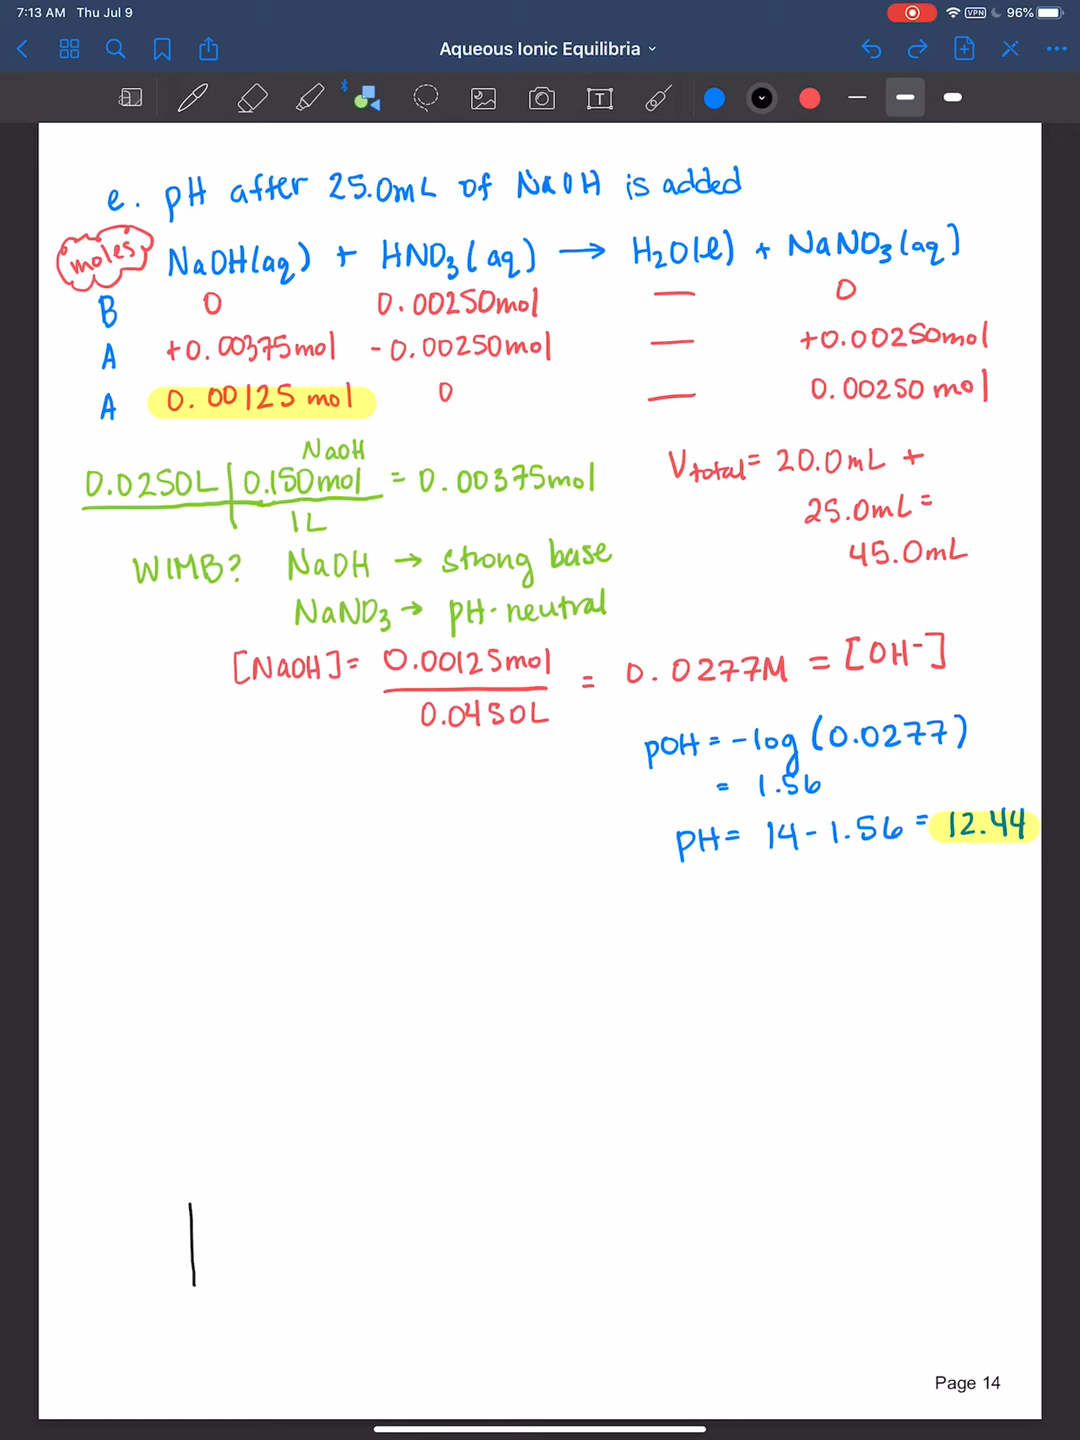 7:13 AM Thu Jul 9 VPN 96%
Aqueous Ionic Equilibria
T
e. pH after 25.0mL of NaOH is added
moles NaOH(aq) + HNO₃(aq) → H₂O(l) + NaNO₃(aq)
B 0 0.00250mol — 0
A +0.00375mol -0.00250mol — +0.00250mol
A 0.00125 mol 0 — 0.00250 mol
NaOH
0.0250L | 0.150mol = 0.00375mol
1L
Vtotal = 20.0mL +
25.0mL =
45.0mL
WIMB? NaOH → strong base
NaNO₃ → pH-neutral
[NaOH] = 0.00125mol = 0.0277M = [OH⁻]
0.0450L
pOH = -log(0.0277)
= 1.56
pH = 14 - 1.56 = 12.44
Page 14